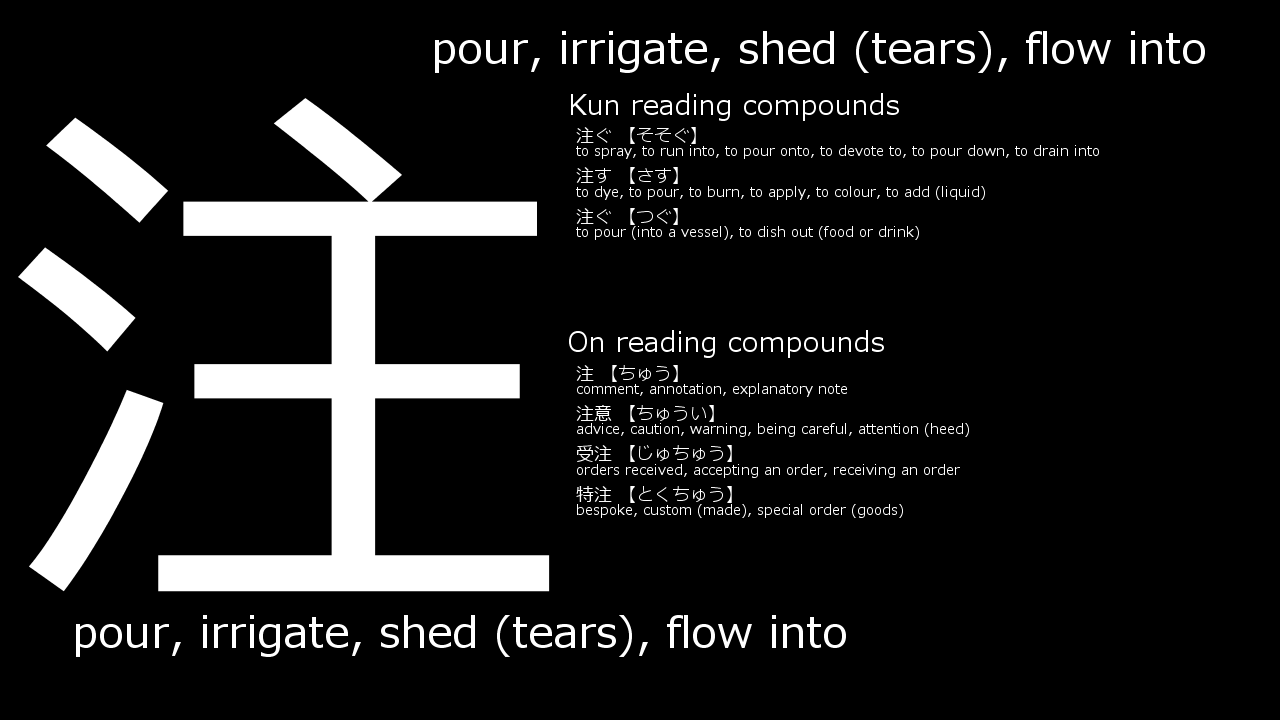 pour, irrigate, shed (tears), flow into
注
Kun reading compounds
注ぐ 【そそぐ】
to spray, to run into, to pour onto, to devote to, to pour down, to drain into
注す 【さす】
to dye, to pour, to burn, to apply, to colour, to add (liquid)
注ぐ 【つぐ】
to pour (into a vessel), to dish out (food or drink)
On reading compounds
注 【ちゅう】
comment, annotation, explanatory note
注意 【ちゅうい】
advice, caution, warning, being careful, attention (heed)
受注 【じゅちゅう】
orders received, accepting an order, receiving an order
特注 【とくちゅう】
bespoke, custom (made), special order (goods)
pour, irrigate, shed (tears), flow into